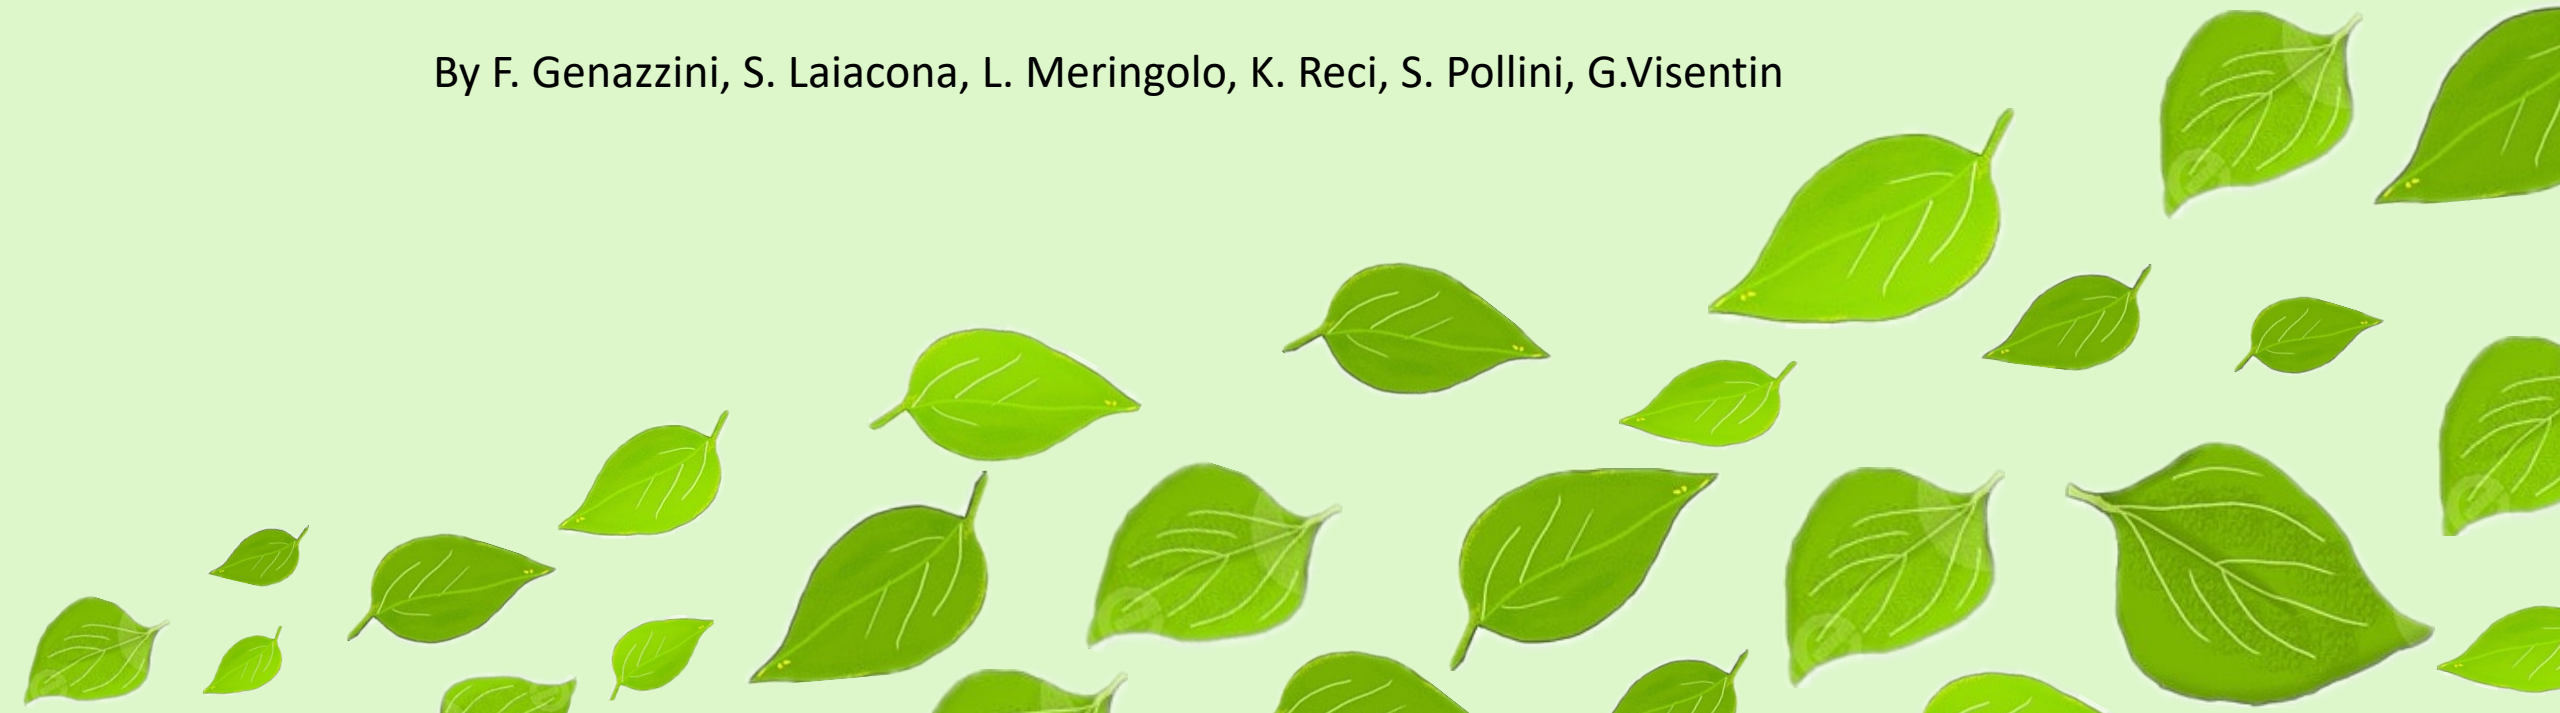 By F. Genazzini, S. Laiacona, L. Meringolo, K. Reci, S. Pollini, G.Visentin